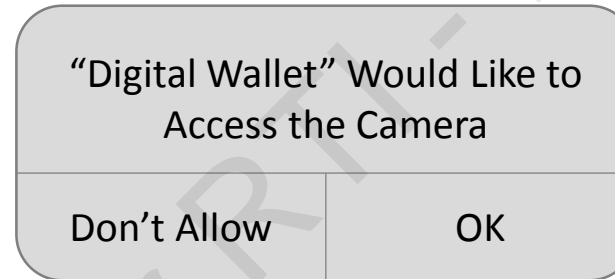 “Digital Wallet” Would Like to
Access the Camera
Don’t Allow
OK